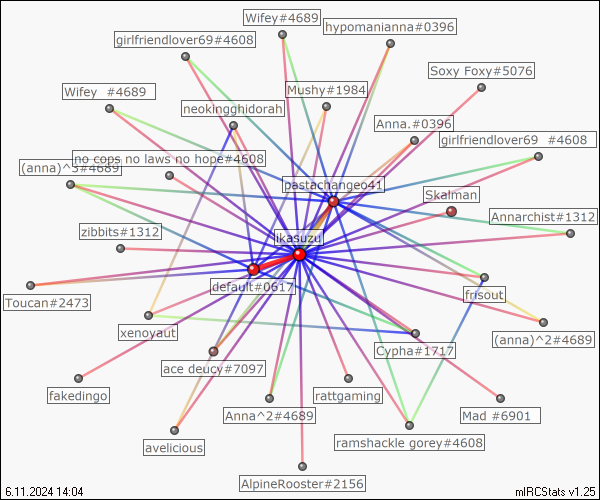 Wifey#4689
hypomanianna#0396
girlfriendlover69#4608
Soxy Foxy#5076
Wifey #4689
Mushy#1984
neokingghidorah
Anna.#0396
girlfriendlover69 #4608
no cops no laws no hope#4608
(anna)^3#4689
pastachangeo41
Skalman
Annarchist#1312
zibbits#1312
ikasuzu
default#0617
frisout
Toucan#2473
xenoyaut
(anna)^2#4689
Cypha#1717
ace deucy#7097
fakedingo
rattgaming
Anna^2#4689
Mad #6901
avelicious
ramshackle gorey#4608
AlpineRooster#2156
6.11.2024 14:04
mIRCStats v1.25